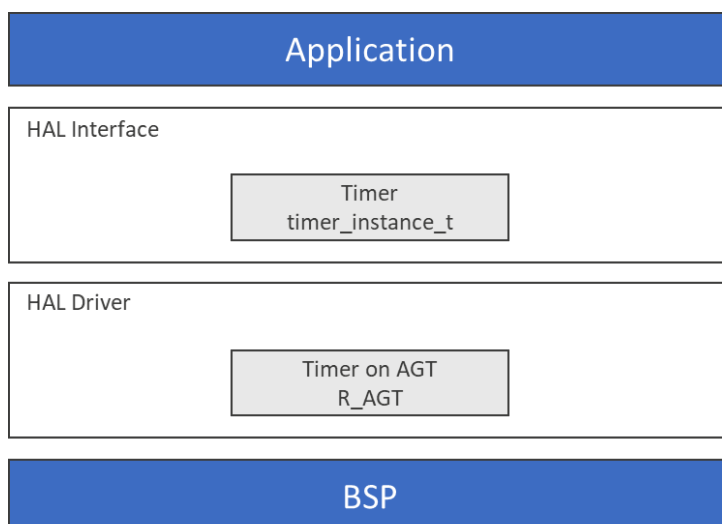 Application
HAL Interface
Timer
timer_instance_t
HAL Driver
Timer on AGT
R_AGT
BSP